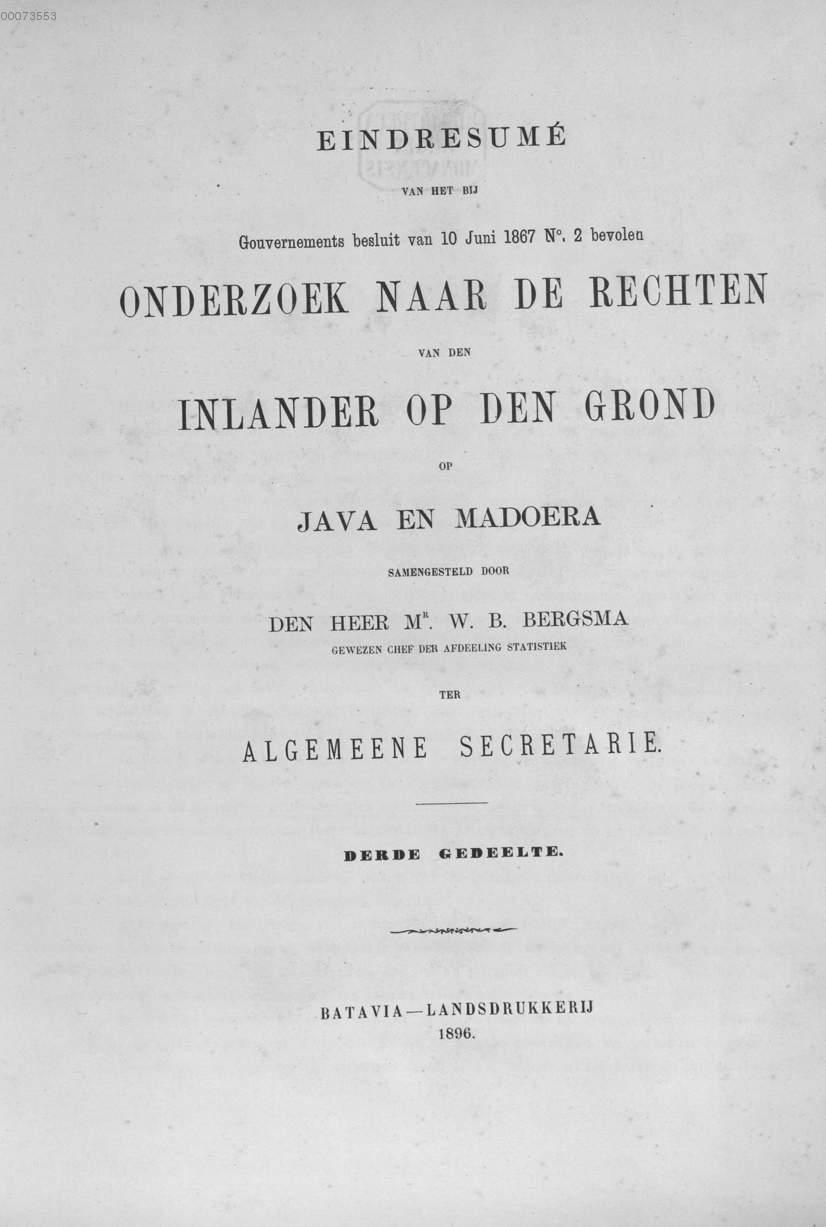 00073553
EINDRESUMÉ
VAN HET BIJ
Gouvernements besluit van 10 Juni 1867 Nº. 2 bevolen
ONDERZOEK NAAR DE RECHTEN
VAN DEN
INLANDER OP DEN GROND
OP
JAVA EN MADOERA
SAMENGESTELD DOOR
DEN HEER MR. W. B. BERGSMA
GEWEZEN CHEF DER AFDEELING STATISTIEK
TER
ALGEMEENE SECRETARIE.
DERDE GEDEELTE.
BATAVIA—LANDSDRUKKERIJ
1896.